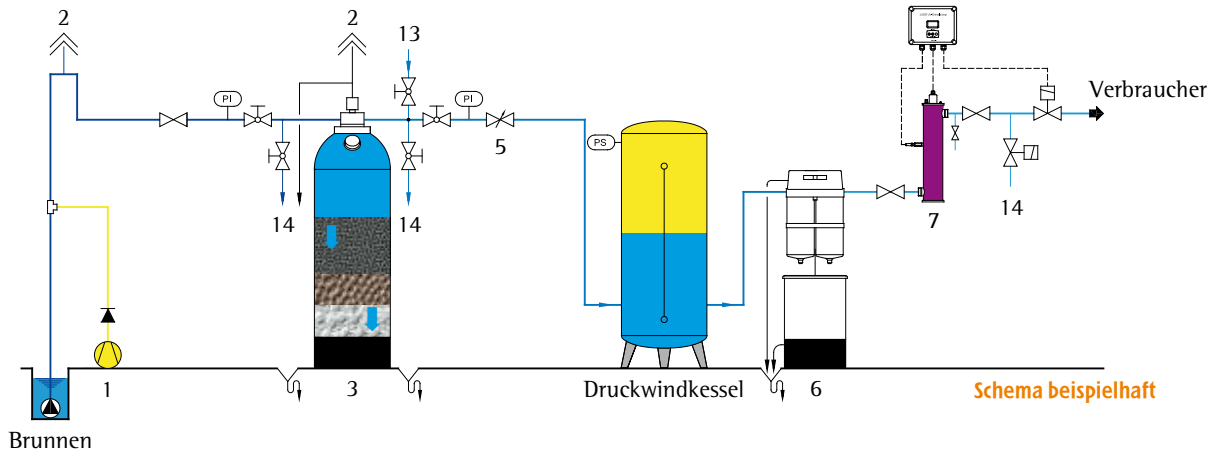 2
2
13
PI
PI
Verbraucher
5
PS
14
14
7
14
1
3
Druckwindkessel
6
Schema beispielhaft
Brunnen